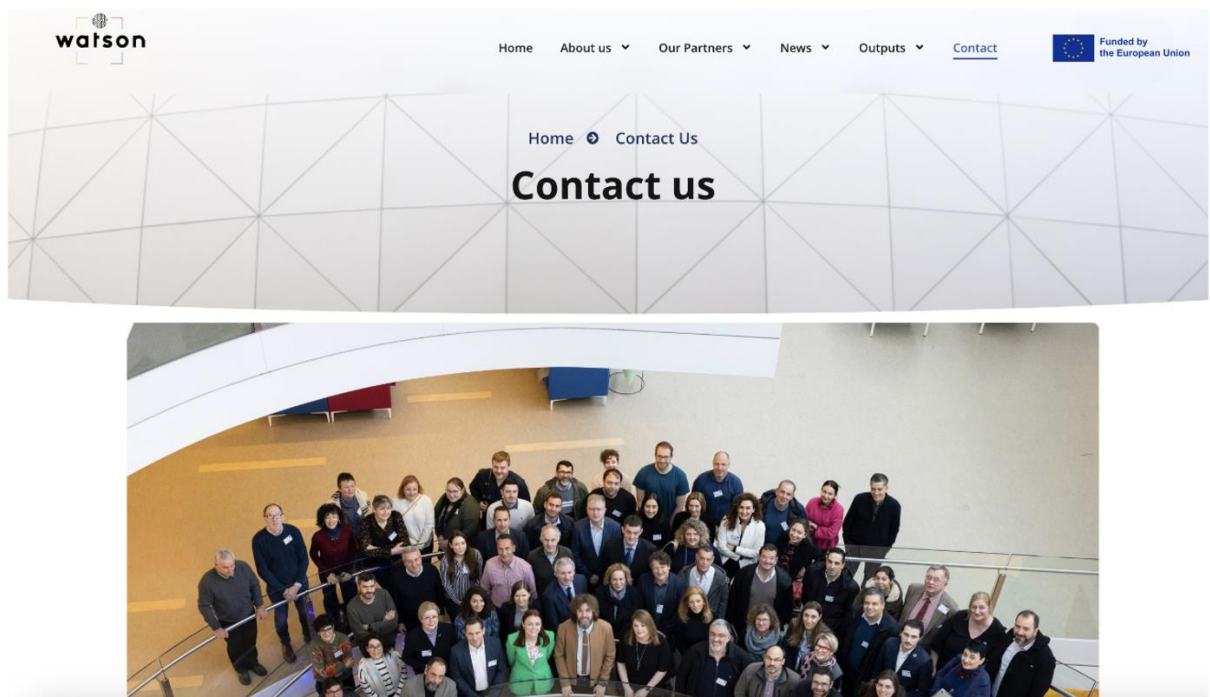 watson
Home About us Our Partners News Outputs Contact
Funded by
the European Union
Home Contact Us
Contact us